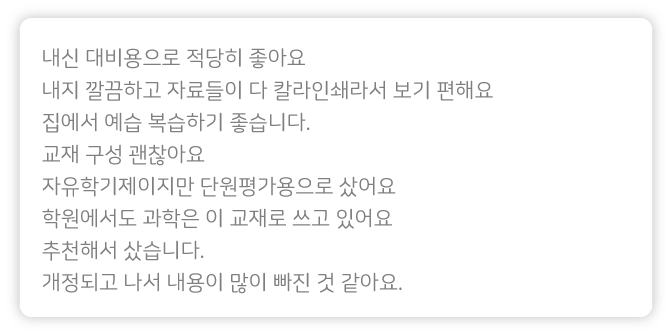 내신 대비용으로 적당히 좋아요
내지 깔끔하고 자료들이 다 칼라인쇄라서 보기 편해요
집에서 예습 복습하기 좋습니다.
교재 구성 괜찮아요
자유학기제이지만 단원평가용으로 샀어요
학원에서도 과학은 이 교재로 쓰고 있어요
추천해서 샀습니다.
개정되고 나서 내용이 많이 빠진 것 같아요.